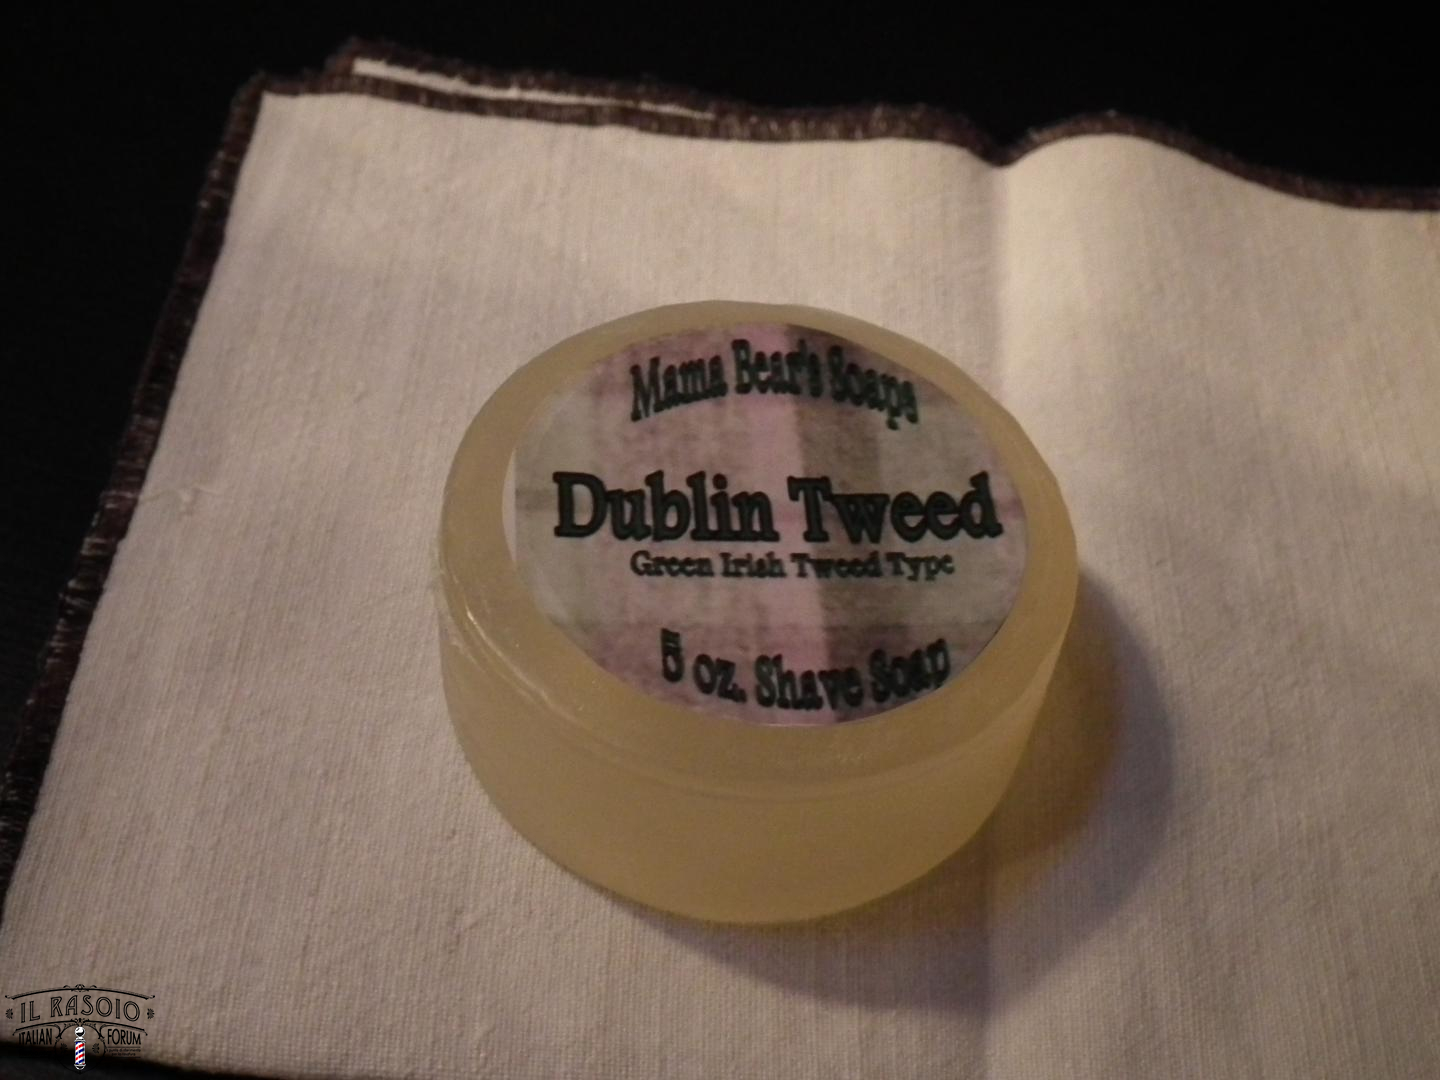 Mama Bear's Soaps
Dublin Tweed
Green Irish Tweed Type
5 oz. Shave Soap
IL RASOIO
ITALIAN FORUM